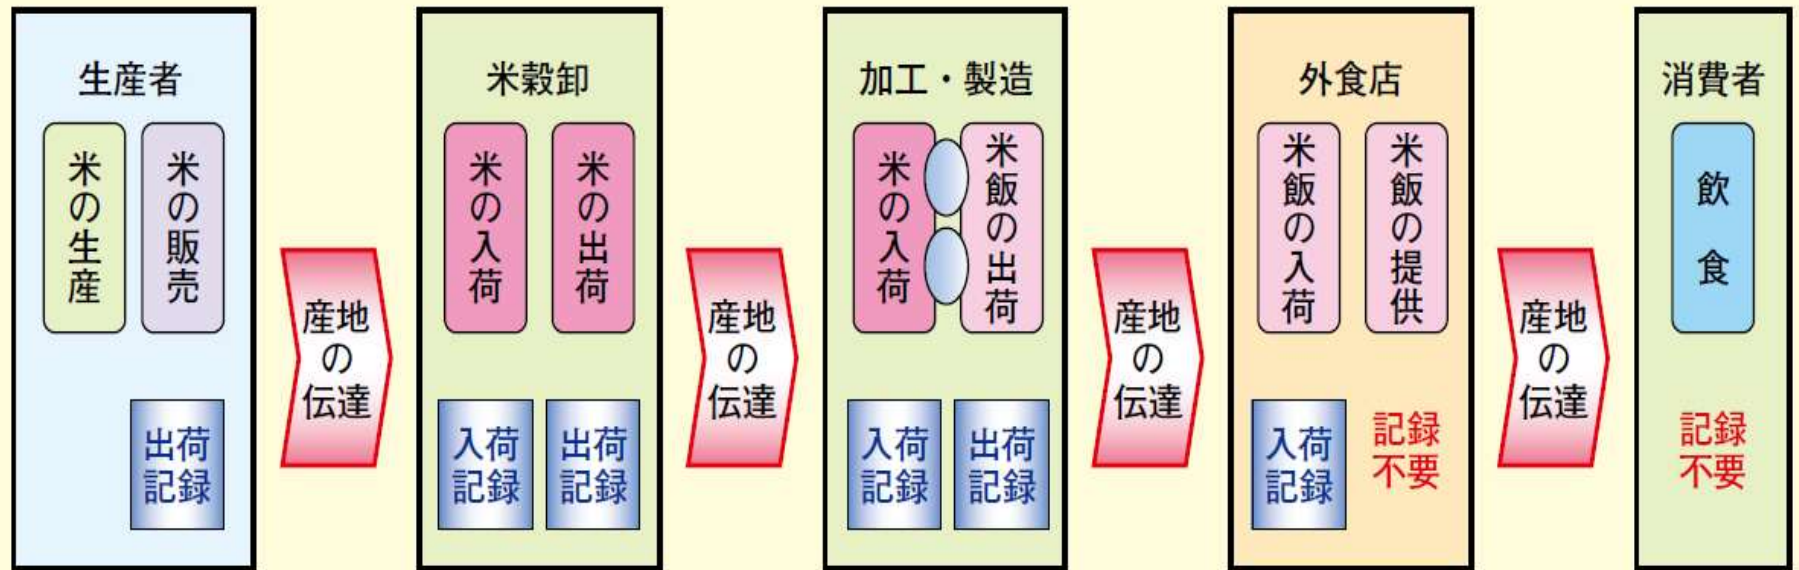 生産者
米の生産
米の販売
出荷
記録
産地
の
伝達
米穀卸
米の入荷
米の出荷
入荷
記録
出荷
記録
産地
の
伝達
加工・製造
米の入荷
米飯の出荷
入荷
記録
出荷
記録
産地
の
伝達
外食店
米飯の入荷
米飯の提供
入荷
記録
記録
不要
産地
の
伝達
消費者
飲食
記録
不要